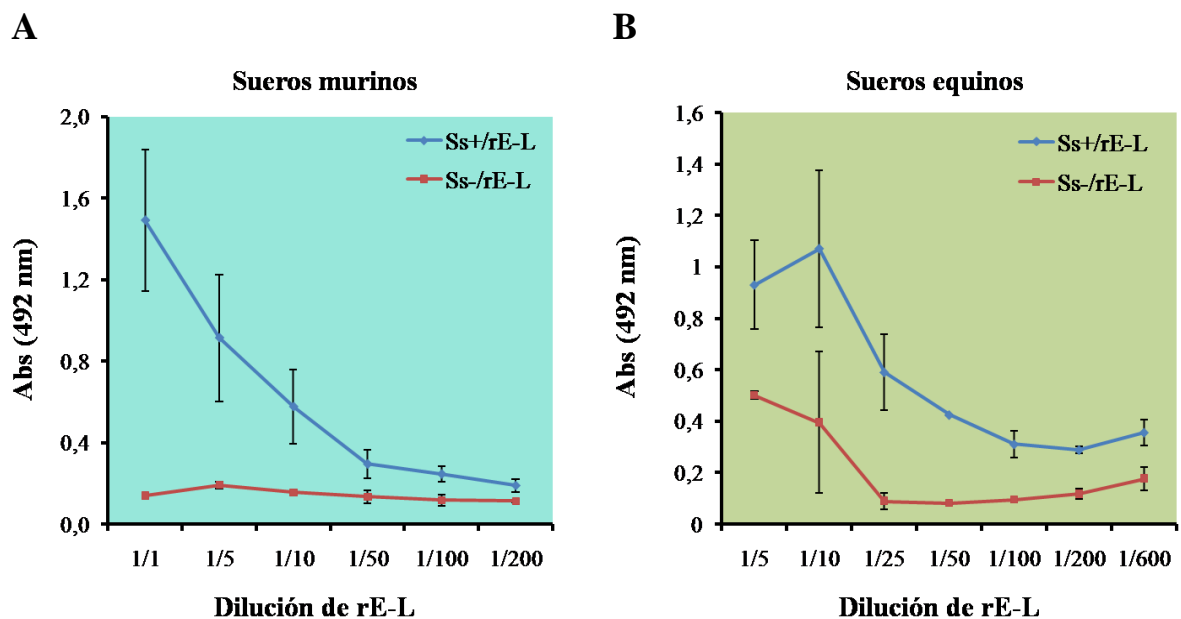 A
Sueros murinos
2,0
1,6
1,2
0,8
0,4
0,0
Abs (492 nm)
Ss+/rE-L
Ss-/rE-L
1/1 1/5 1/10 1/50 1/100 1/200
Dilución de rE-L
B
Sueros equinos
1,6
1,4
1,2
1
0,8
0,6
0,4
0,2
0
Abs (492 nm)
Ss+/rE-L
Ss-/rE-L
1/5 1/10 1/25 1/50 1/100 1/200 1/600
Dilución de rE-L